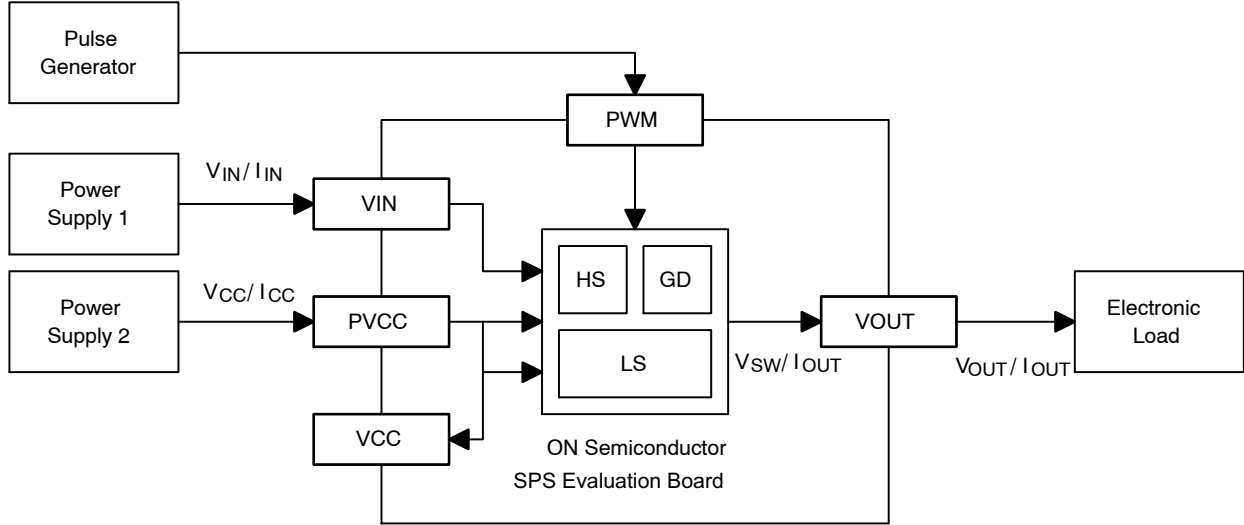 Pulse
Generator
PWM
VIN / IIN
Power
Supply 1
VIN
HS
GD
VCC / ICC
Power
Supply 2
PVCC
VOUT
Electronic
Load
LS
VSW / IOUT
VOUT / IOUT
VCC
ON Semiconductor
SPS Evaluation Board